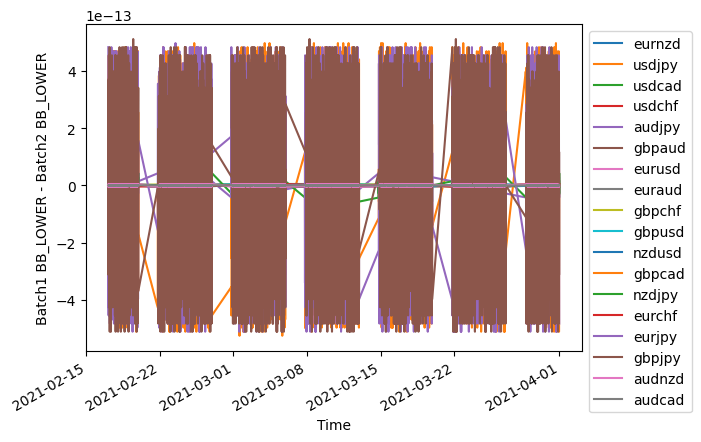 1e−13
4
2
0
−2
−4
Batch1 BB_LOWER - Batch2 BB_LOWER
2021-02-15
2021-02-22
2021-03-01
2021-03-08
2021-03-15
2021-03-22
2021-04-01
Time
eurnzd
usdjpy
usdcad
usdchf
audjpy
gbpaud
eurusd
euraud
gbpchf
gbpusd
nzdusd
gbpcad
nzdjpy
eurchf
eurjpy
gbpjpy
audnzd
audcad